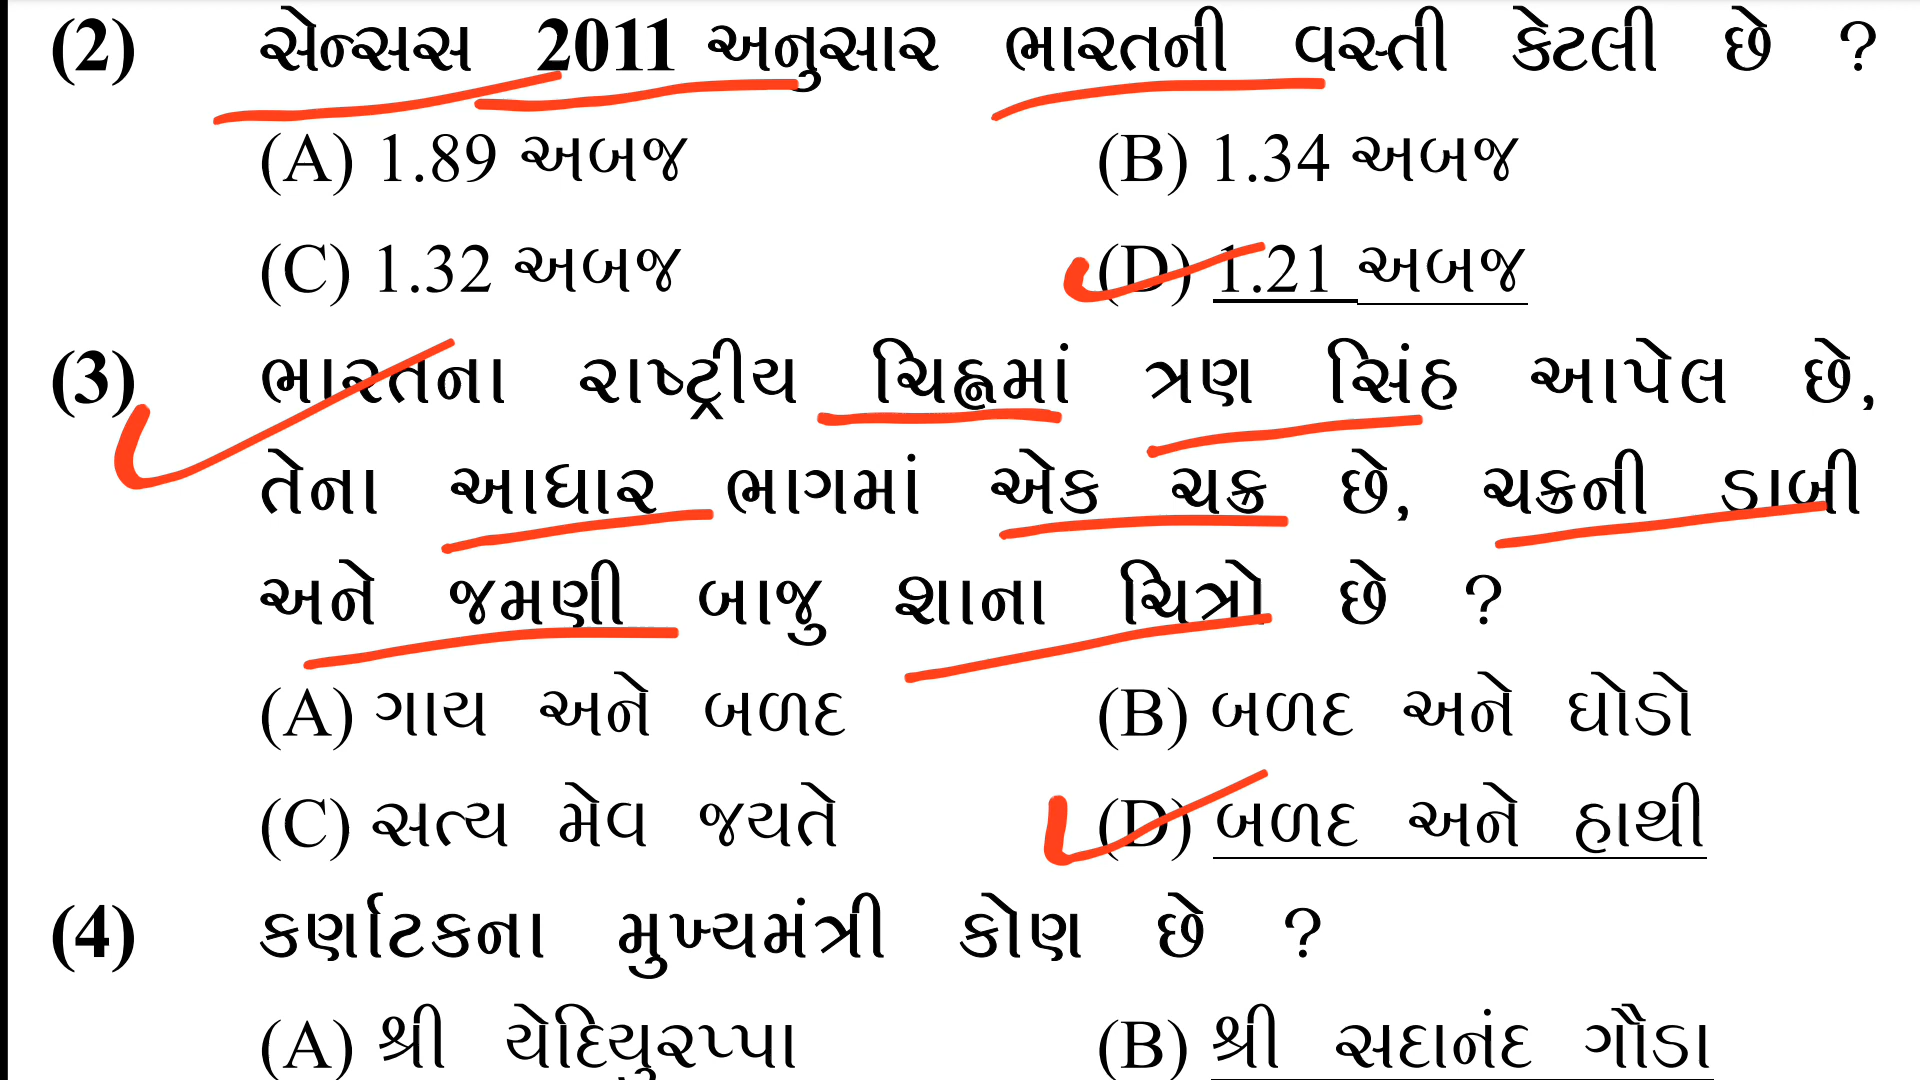 (2) સેન્સસ 2011 અનુસાર ભારતની વસ્તી કેટલી છે ?
(A) 1.89 અબજ (B) 1.34 અબજ
(C) 1.32 અબજ (D) 1.21 અબજ
(3) ભારતના રાષ્ટ્રીય ચિહ્નમાં ત્રણ સિંહ આપેલ છે,
તેના આધાર ભાગમાં એક ચક્ર છે, ચક્રની ડાબી
અને જમણી બાજુ શાના ચિત્રો છે ?
(A) ગાય અને બળદ (B) બળદ અને ઘોડો
(C) સત્ય મેવ જયતે (D) બળદ અને હાથી
(4) કર્ણાટકના મુખ્યમંત્રી કોણ છે ?
(A) શ્રી યેદિયુરપ્પા (B) શ્રી સદાનંદ ગૌડા